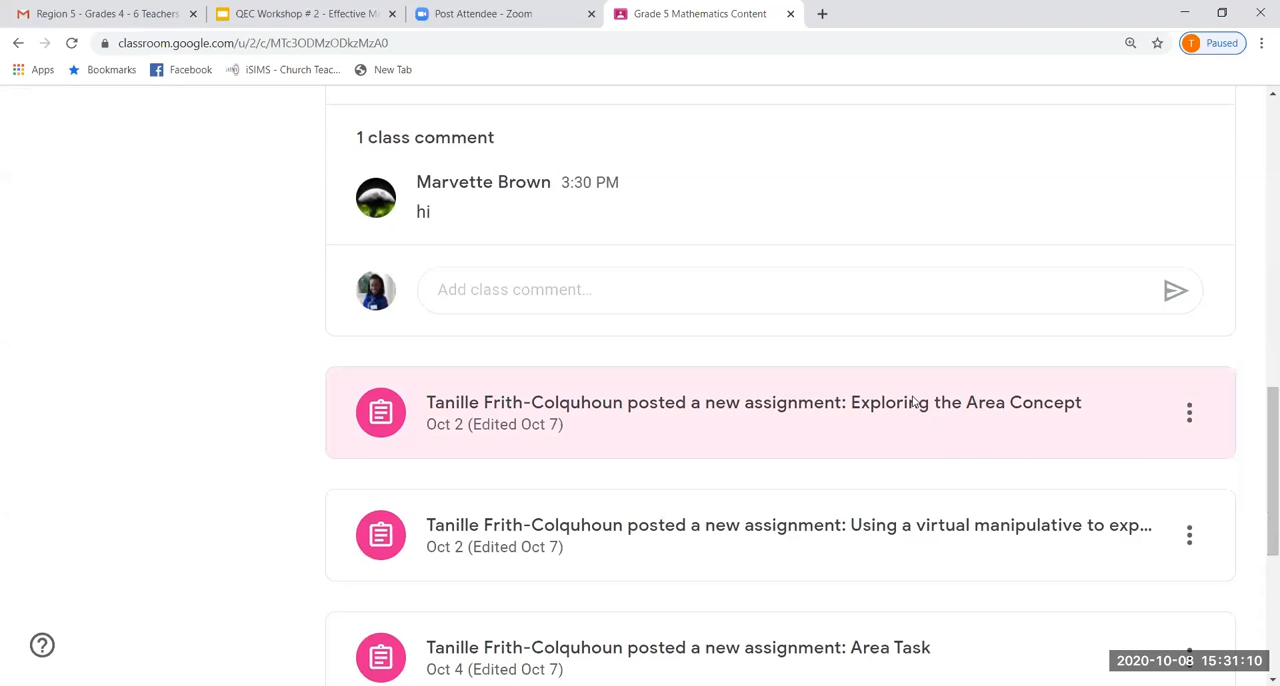 Region 5 - Grades 4 - 6 Teachers
QEC Workshop # 2 - Effective M
Post Attendee - Zoom
Grade 5 Mathematics Content
classroom.google.com/u/2/c/MTc3ODMzODkzMzA0
T
Paused
Apps
Bookmarks
Facebook
iSIMS - Church Teac...
New Tab
1 class comment
Marvette Brown 3:30 PM
hi
Add class comment...
Tanille Frith-Colquhoun posted a new assignment: Exploring the Area Concept
Oct 2 (Edited Oct 7)
Tanille Frith-Colquhoun posted a new assignment: Using a virtual manipulative to exp...
Oct 2 (Edited Oct 7)
Tanille Frith-Colquhoun posted a new assignment: Area Task
Oct 4 (Edited Oct 7)
2020-10-08 15:31:10